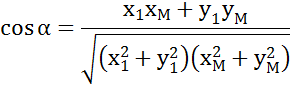 cos α = (x₁x_M + y₁y_M) / √((x₁² + y₁²)(x_M² + y_M²))